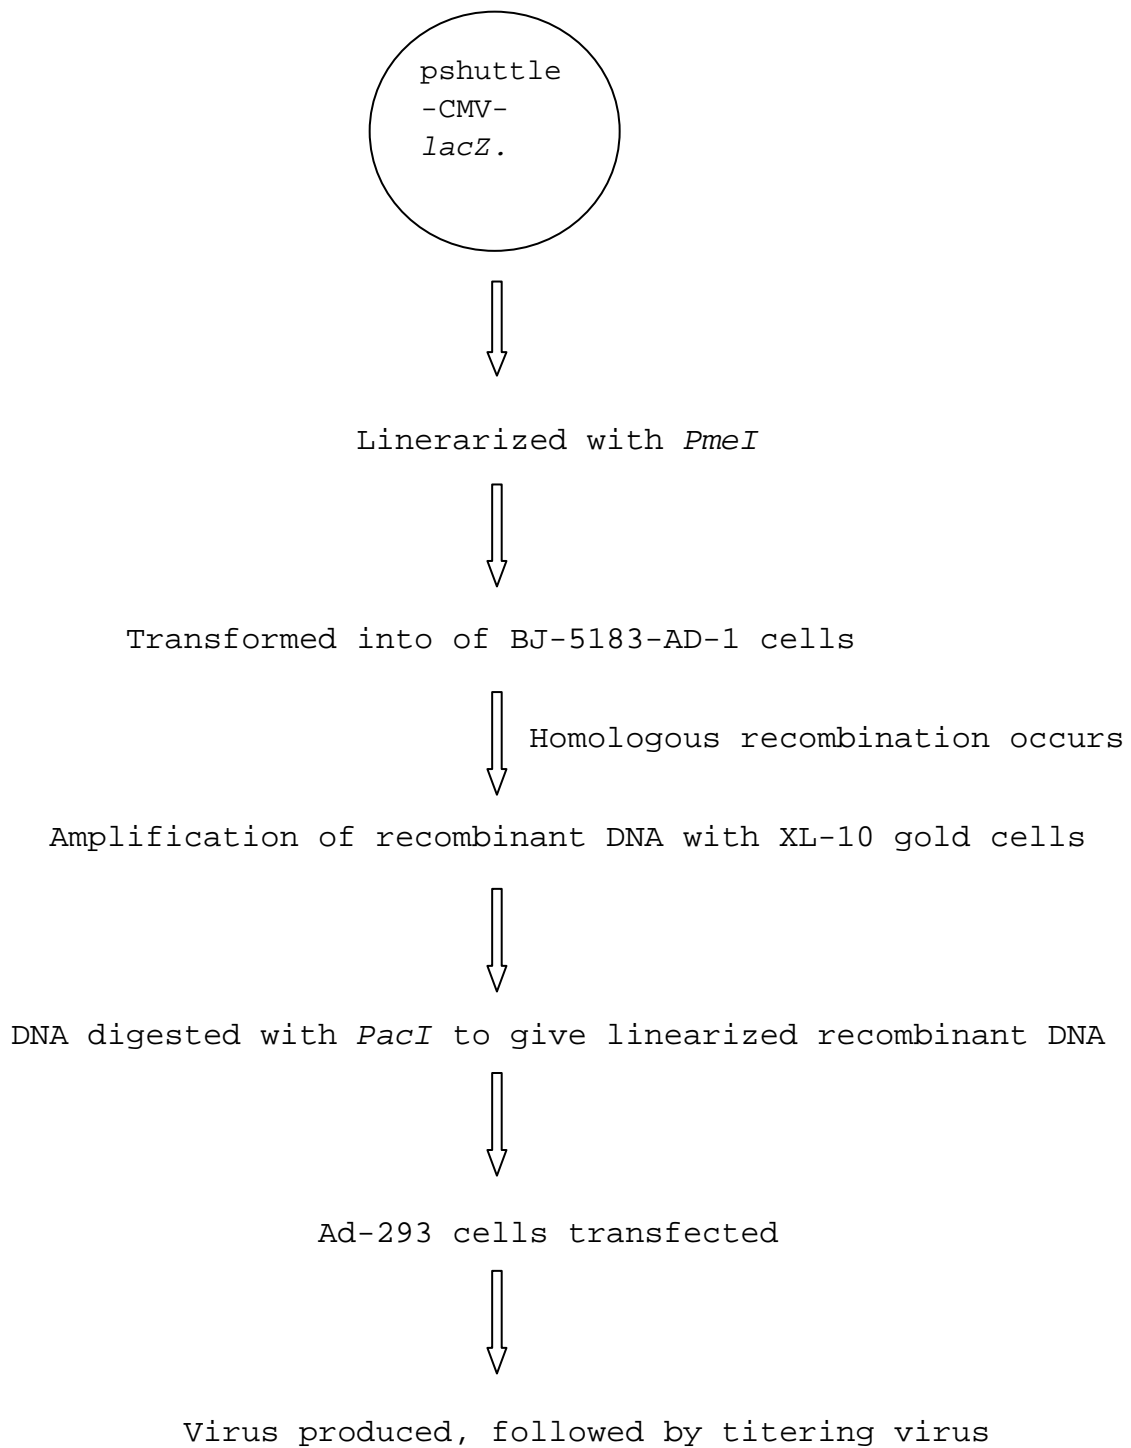 pshuttle
-CMV-
lacZ.
Linerarized with PmeI
Transformed into of BJ-5183-AD-1 cells
Homologous recombination occurs
Amplification of recombinant DNA with XL-10 gold cells
DNA digested with PacI to give linearized recombinant DNA
Ad-293 cells transfected
Virus produced, followed by titering virus